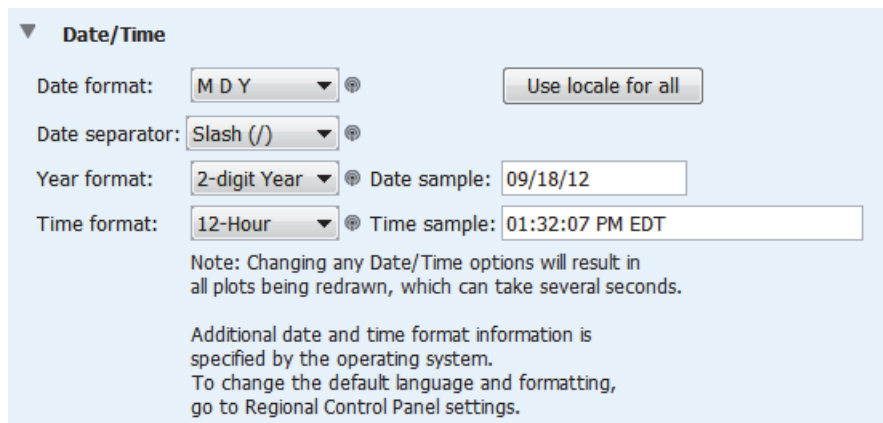 Date/Time
Date format: M D Y Use locale for all
Date separator: Slash (/)
Year format: 2-digit Year Date sample: 09/18/12
Time format: 12-Hour Time sample: 01:32:07 PM EDT
Note: Changing any Date/Time options will result in
all plots being redrawn, which can take several seconds.
Additional date and time format information is
specified by the operating system.
To change the default language and formatting,
go to Regional Control Panel settings.